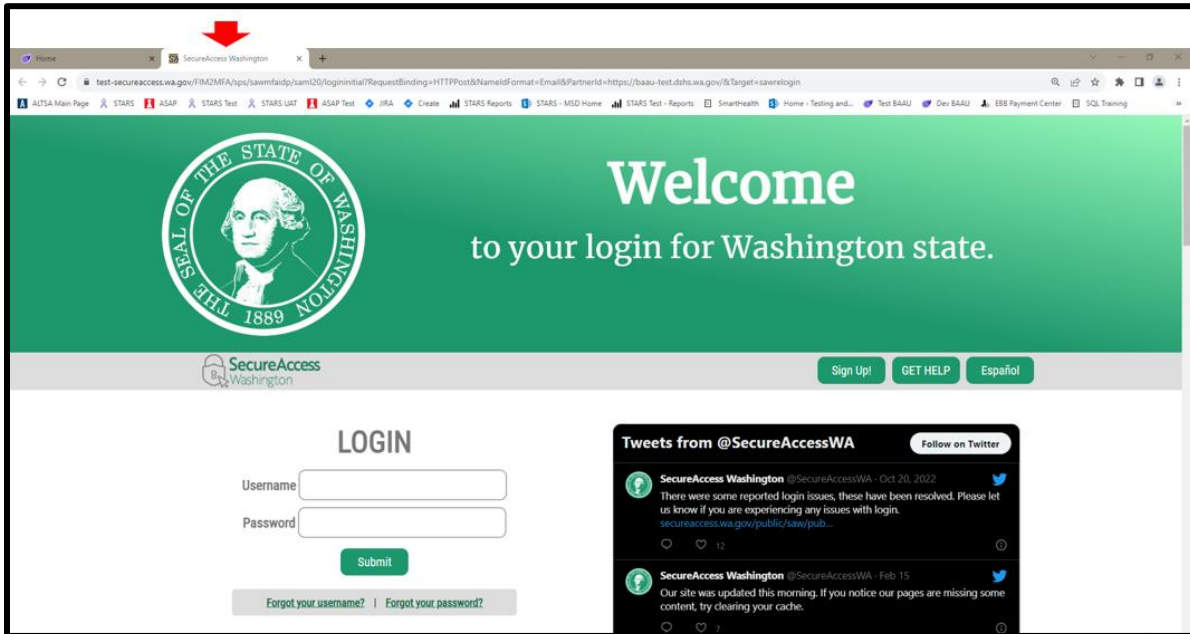 Home
SecureAccess Washington
test-secureaccess.wa.gov/FIM2MFA/sps/sawmfaidp/saml20/logininitial?RequestBinding=HTTPPost&NameIdFormat=Email&PartnerId=https://baau-test.dshs.wa.gov/&Target=sawrelogin
ALTSA Main Page STARS ASAP STARS Test STARS UAT ASAP Test JIRA Create STARS Reports STARS - MSD Home STARS Test - Reports SmartHealth Home - Testing and... Test BAAU Dev BAAU EBB Payment Center SQL Training »
THE SEAL OF THE STATE OF WASHINGTON
1889
Welcome
to your login for Washington state.
SecureAccess
Washington
Sign Up! GET HELP Español
LOGIN
Username
Password
Submit
Forgot your username? | Forgot your password?
Tweets from @SecureAccessWA Follow on Twitter
SecureAccess Washington @SecureAccessWA · Oct 20, 2022
There were some reported login issues, these have been resolved. Please let
us know if you are experiencing any issues with login.
secureaccess.wa.gov/public/saw/pub...
12
SecureAccess Washington @SecureAccessWA · Feb 15
Our site was updated this morning. If you notice our pages are missing some
content, try clearing your cache.
7